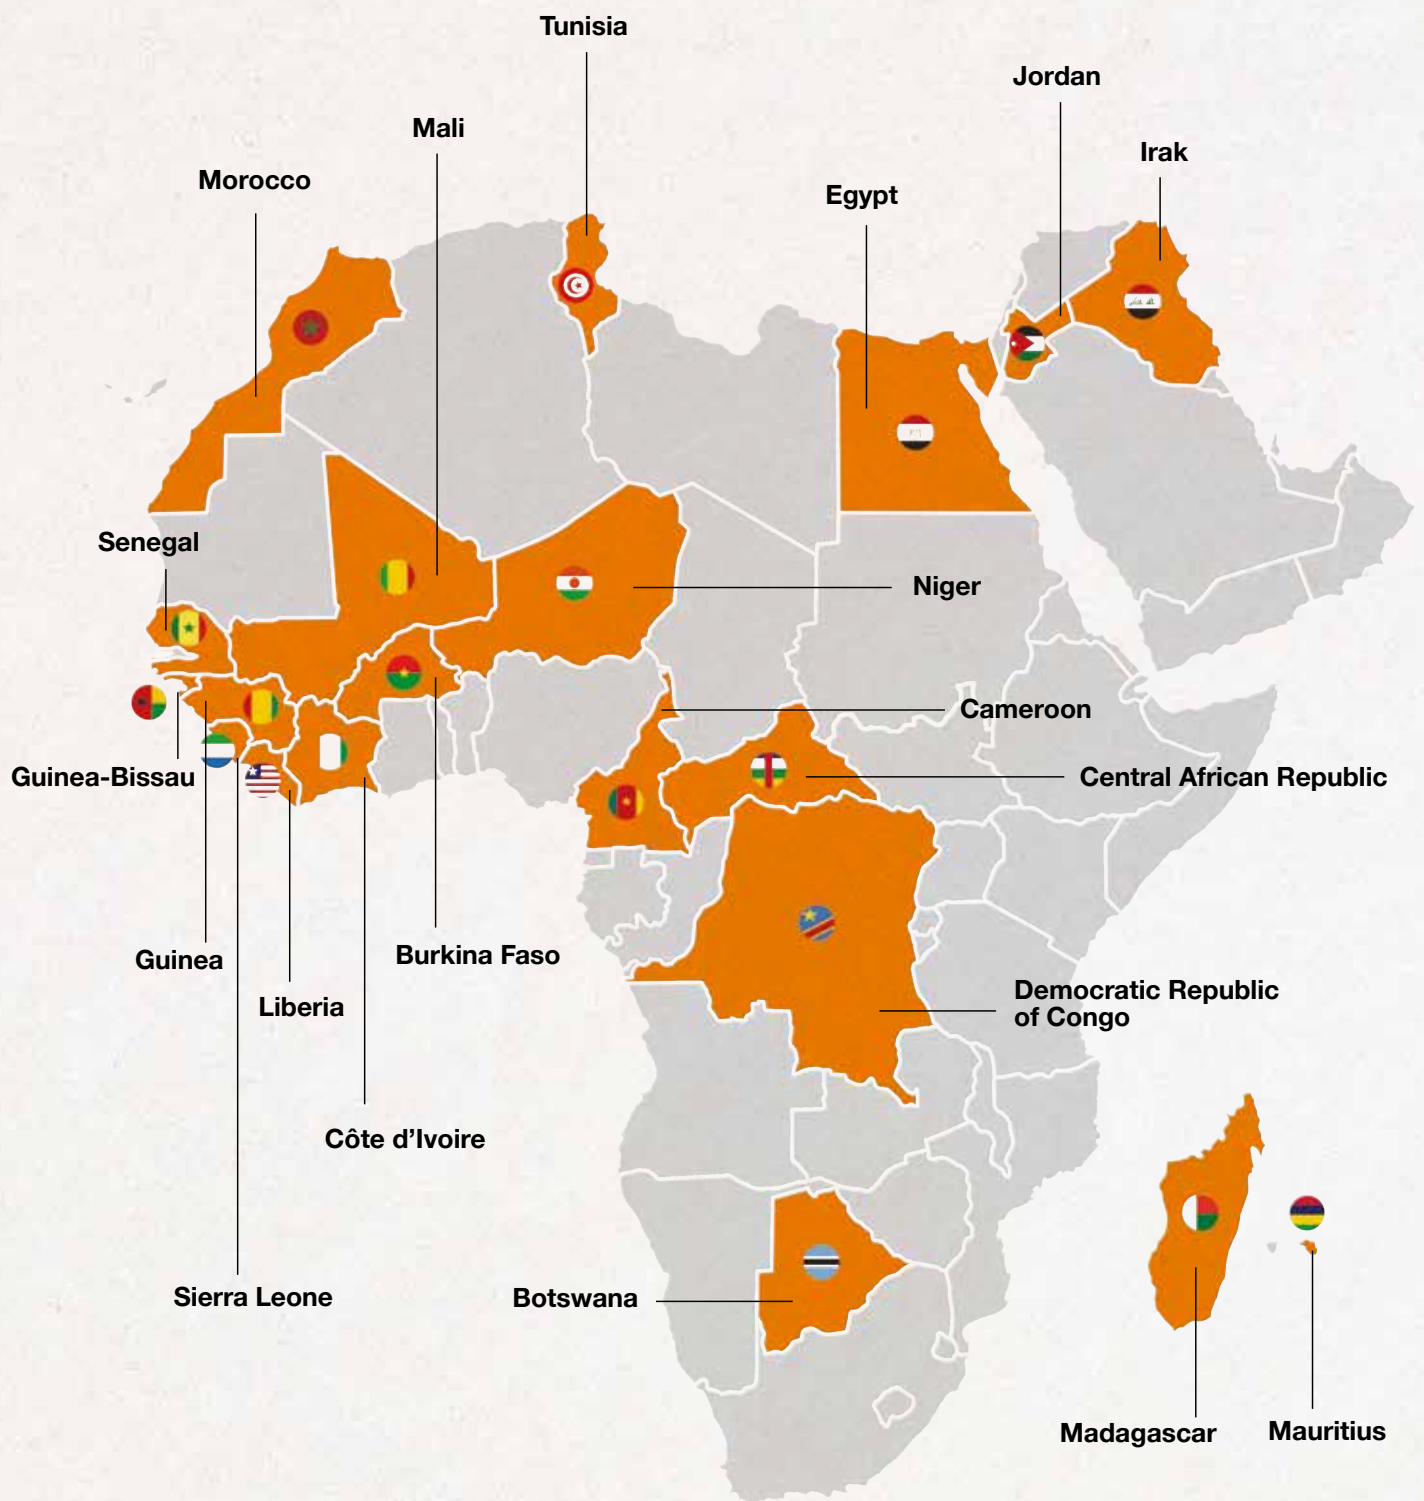 Tunisia
Jordan
Mali
Irak
Morocco
Egypt
Senegal
Niger
Cameroon
Guinea-Bissau
Central African Republic
Guinea
Burkina Faso
Liberia
Democratic Republic
of Congo
Côte d’Ivoire
Sierra Leone
Botswana
Madagascar
Mauritius